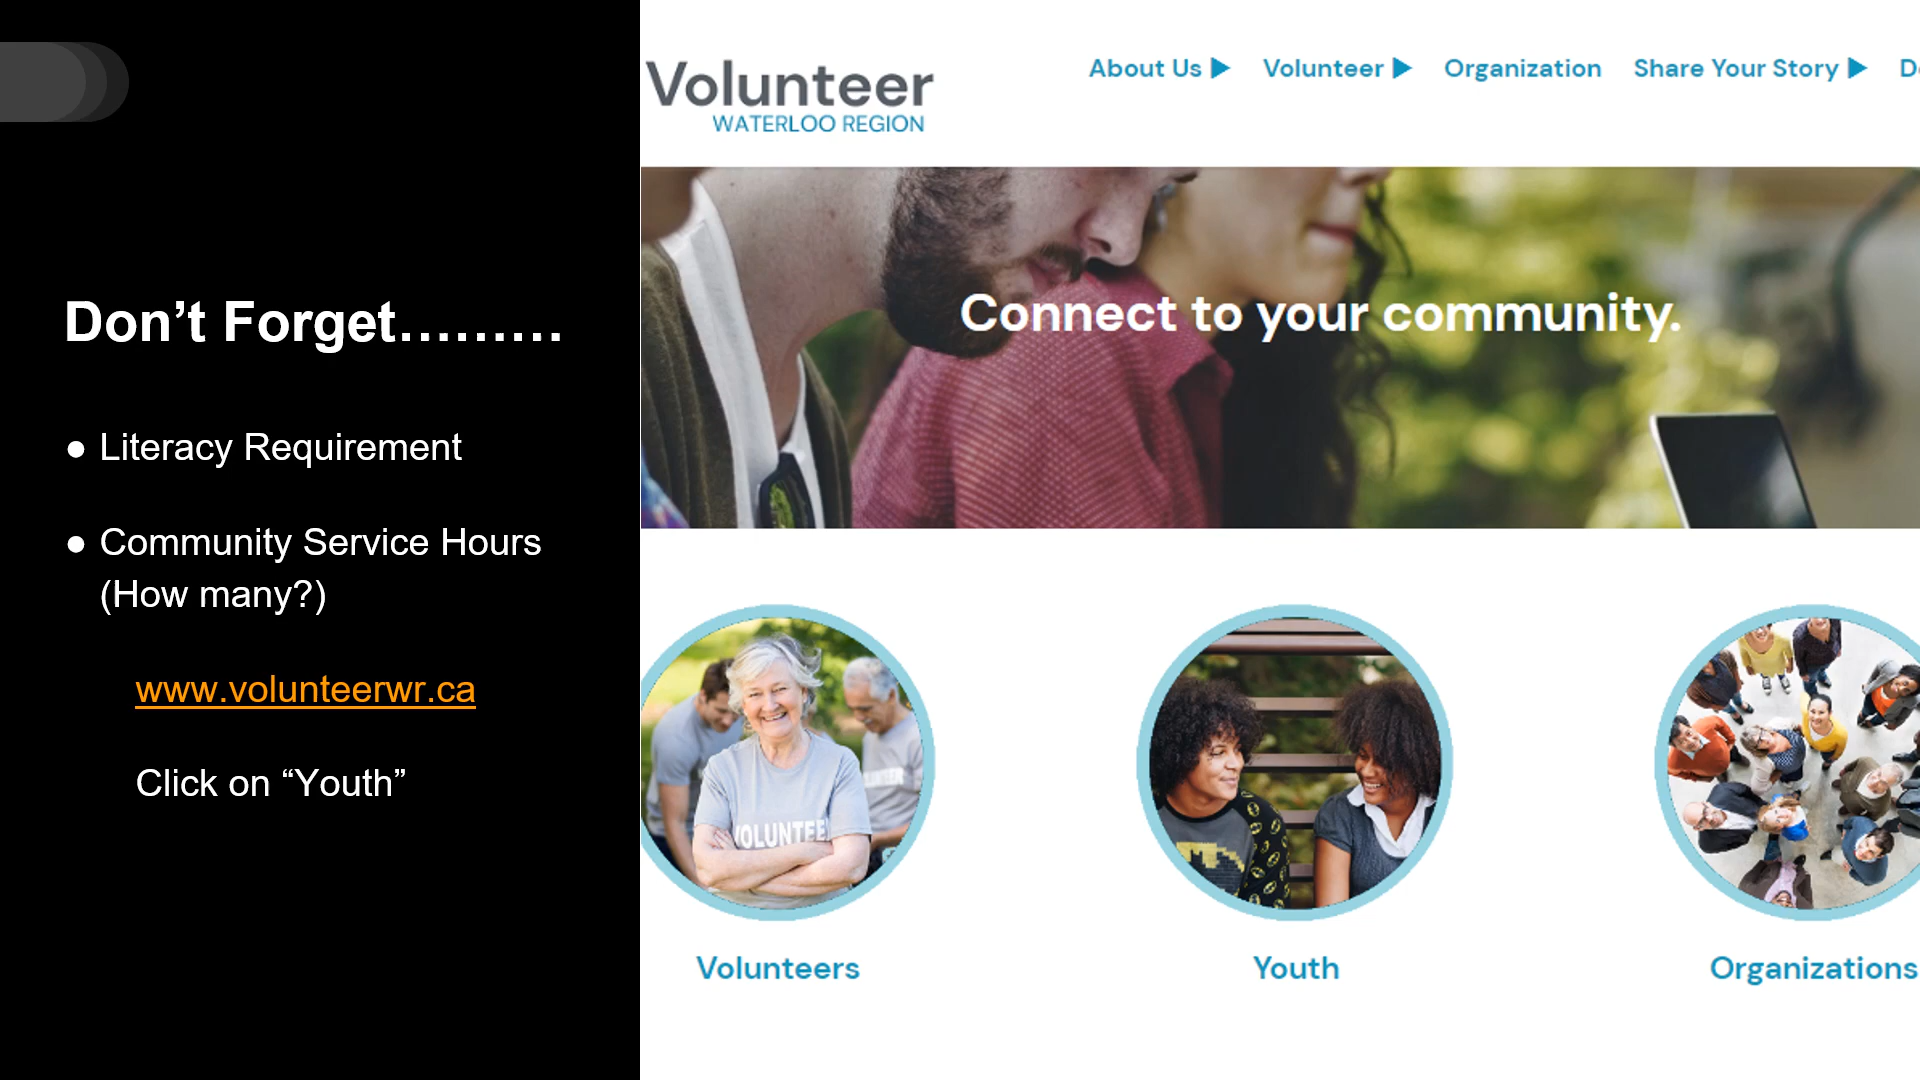 Don’t Forget.........
● Literacy Requirement
● Community Service Hours
(How many?)
www.volunteerwr.ca
Click on “Youth”
Volunteer
WATERLOO REGION
About Us ▶ Volunteer ▶ Organization Share Your Story ▶
Connect to your community.
VOLUNTEE
Volunteers
Youth
Organizations